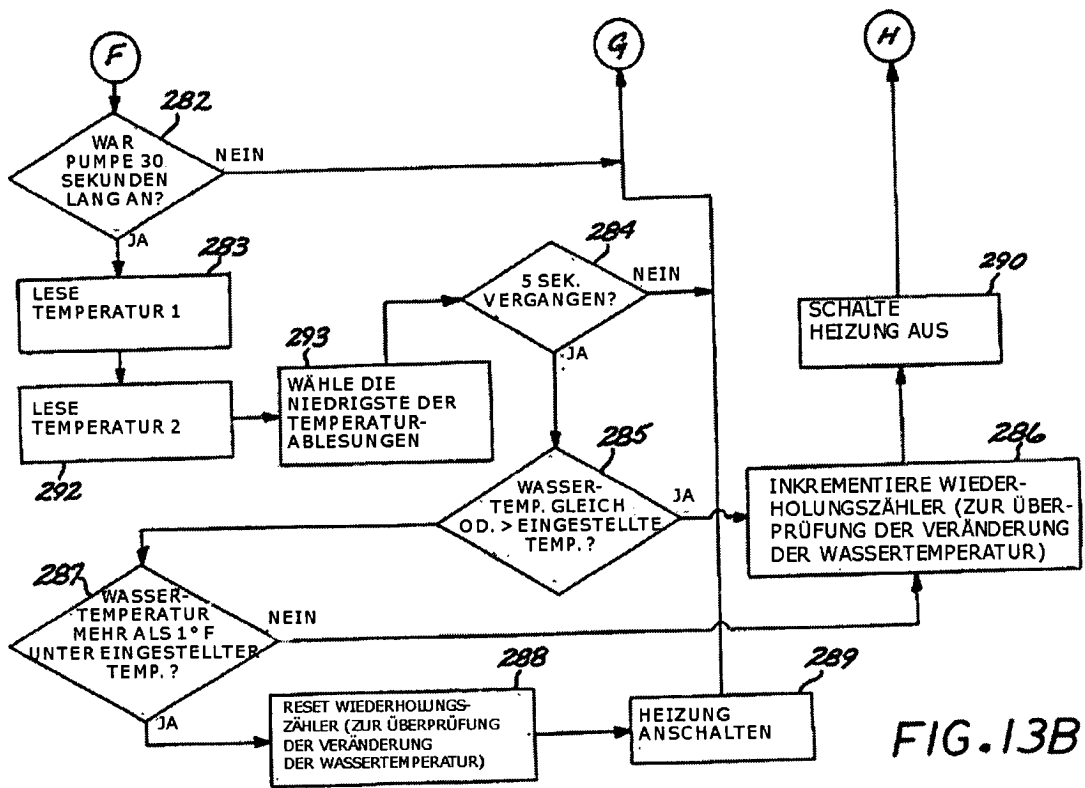 F
G
H
282
WAR
PUMPE 30
SEKUNDEN
LANG AN?
NEIN
JA
283
LESE
TEMPERATUR 1
LESE
TEMPERATUR 2
292
293
WÄHLE DIE
NIEDRIGSTE DER
TEMPERATUR-
ABLESUNGEN
284
5 SEK.
VERGANGEN?
NEIN
JA
285
WASSER-
TEMP. GLEICH
OD. > EINGESTELLTE
TEMP. ?
JA
290
SCHALTE
HEIZUNG AUS
286
INKREMENTIERE WIEDER-
HOLUNGSZÄHLER (ZUR ÜBER-
PRÜFUNG DER VERÄNDERUNG
DER WASSERTEMPERATUR)
287
WASSER-
TEMPERATUR
MEHR ALS 1° F
UNTER EINGESTELLTER
TEMP. ?
NEIN
JA
288
RESET WIEDERHOLUNGS-
ZÄHLER (ZUR ÜBERPRÜFUNG
DER VERÄNDERUNG
DER WASSERTEMPERATUR)
289
HEIZUNG
ANSCHALTEN
FIG. 13B